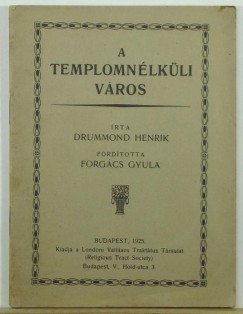 A
TEMPLOMNÉLKÜLI
VÁROS
IRTA
DRUMMOND HENRIK
FORDITOTTA
FORGÁCS GYULA
BUDAPEST, 1925.
Kiadja a Londoni Vallásos Traktátus Társulat
(Religious Tract Society)
Budapest, V., Hold-utca 3.